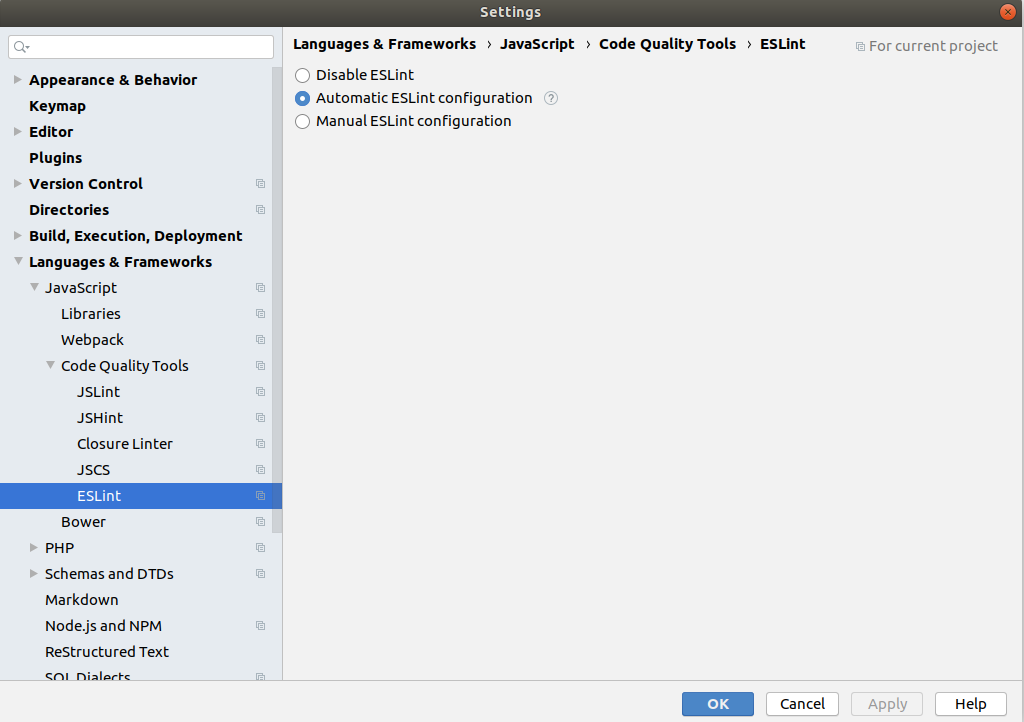 Settings
Appearance & Behavior
Keymap
Editor
Plugins
Version Control
Directories
Build, Execution, Deployment
Languages & Frameworks
JavaScript
Libraries
Webpack
Code Quality Tools
JSLint
JSHint
Closure Linter
JSCS
ESLint
Bower
PHP
Schemas and DTDs
Markdown
Node.js and NPM
ReStructured Text
SQL Dialects
Languages & Frameworks › JavaScript › Code Quality Tools › ESLint For current project
Disable ESLint
Automatic ESLint configuration ?
Manual ESLint configuration
OK Cancel Apply Help